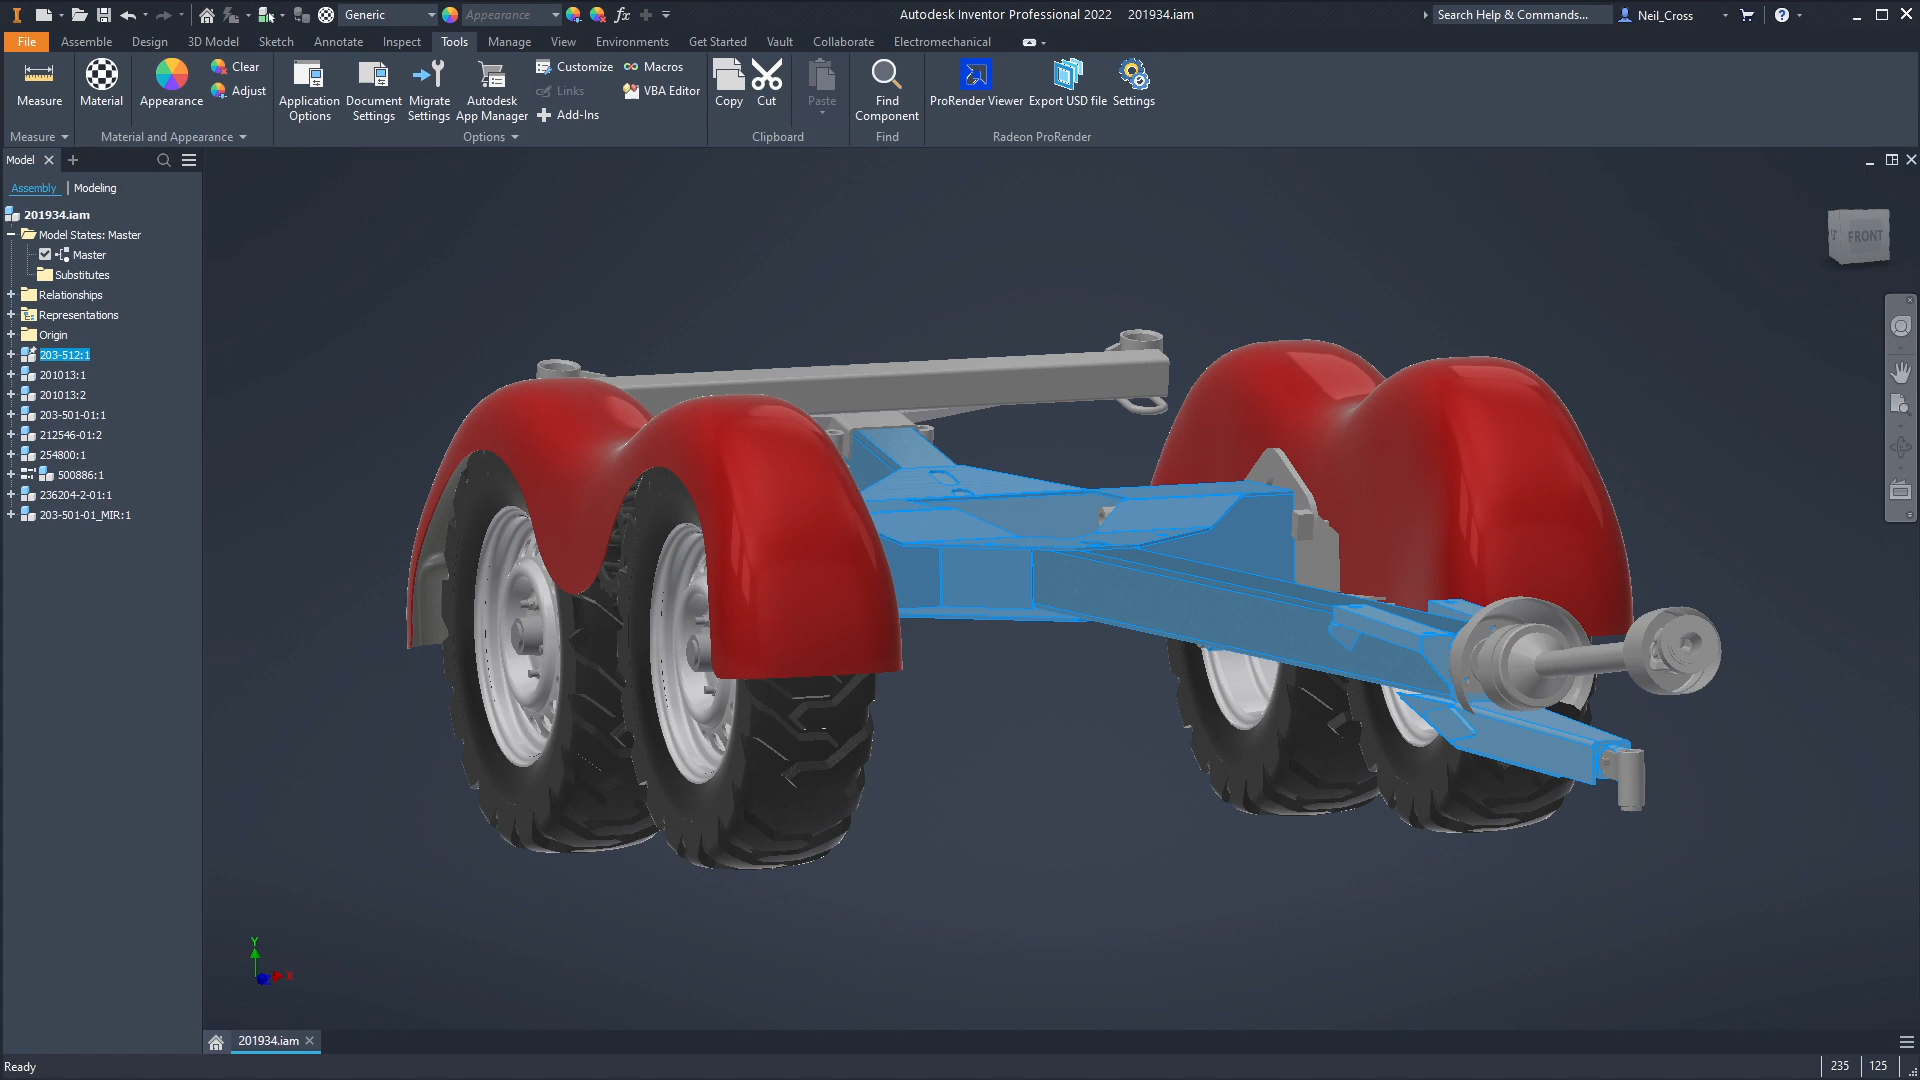 Generic
Appearance
fx
Autodesk Inventor Professional 2022 201934.iam
Search Help & Commands...
Neil_Cross
File Assemble Design 3D Model Sketch Annotate Inspect Tools Manage View Environments Get Started Vault Collaborate Electromechanical
Measure
Material
Appearance
Clear
Adjust
Application Options
Document Settings
Migrate Settings
Autodesk App Manager
Customize
Links
Add-Ins
Macros
VBA Editor
Copy
Cut
Paste
Find Component
ProRender Viewer
Export USD file
Settings
Measure
Material and Appearance
Options
Clipboard
Find
Radeon ProRender
Model
Assembly | Modeling
201934.iam
Model States: Master
Master
Substitutes
Relationships
Representations
Origin
203-512:1
201013:1
201013:2
203-501-01:1
212546-01:2
254800:1
500886:1
236204-2-01:1
203-501-01_MIR:1
FRONT
Y
X
201934.iam
Ready
235 125